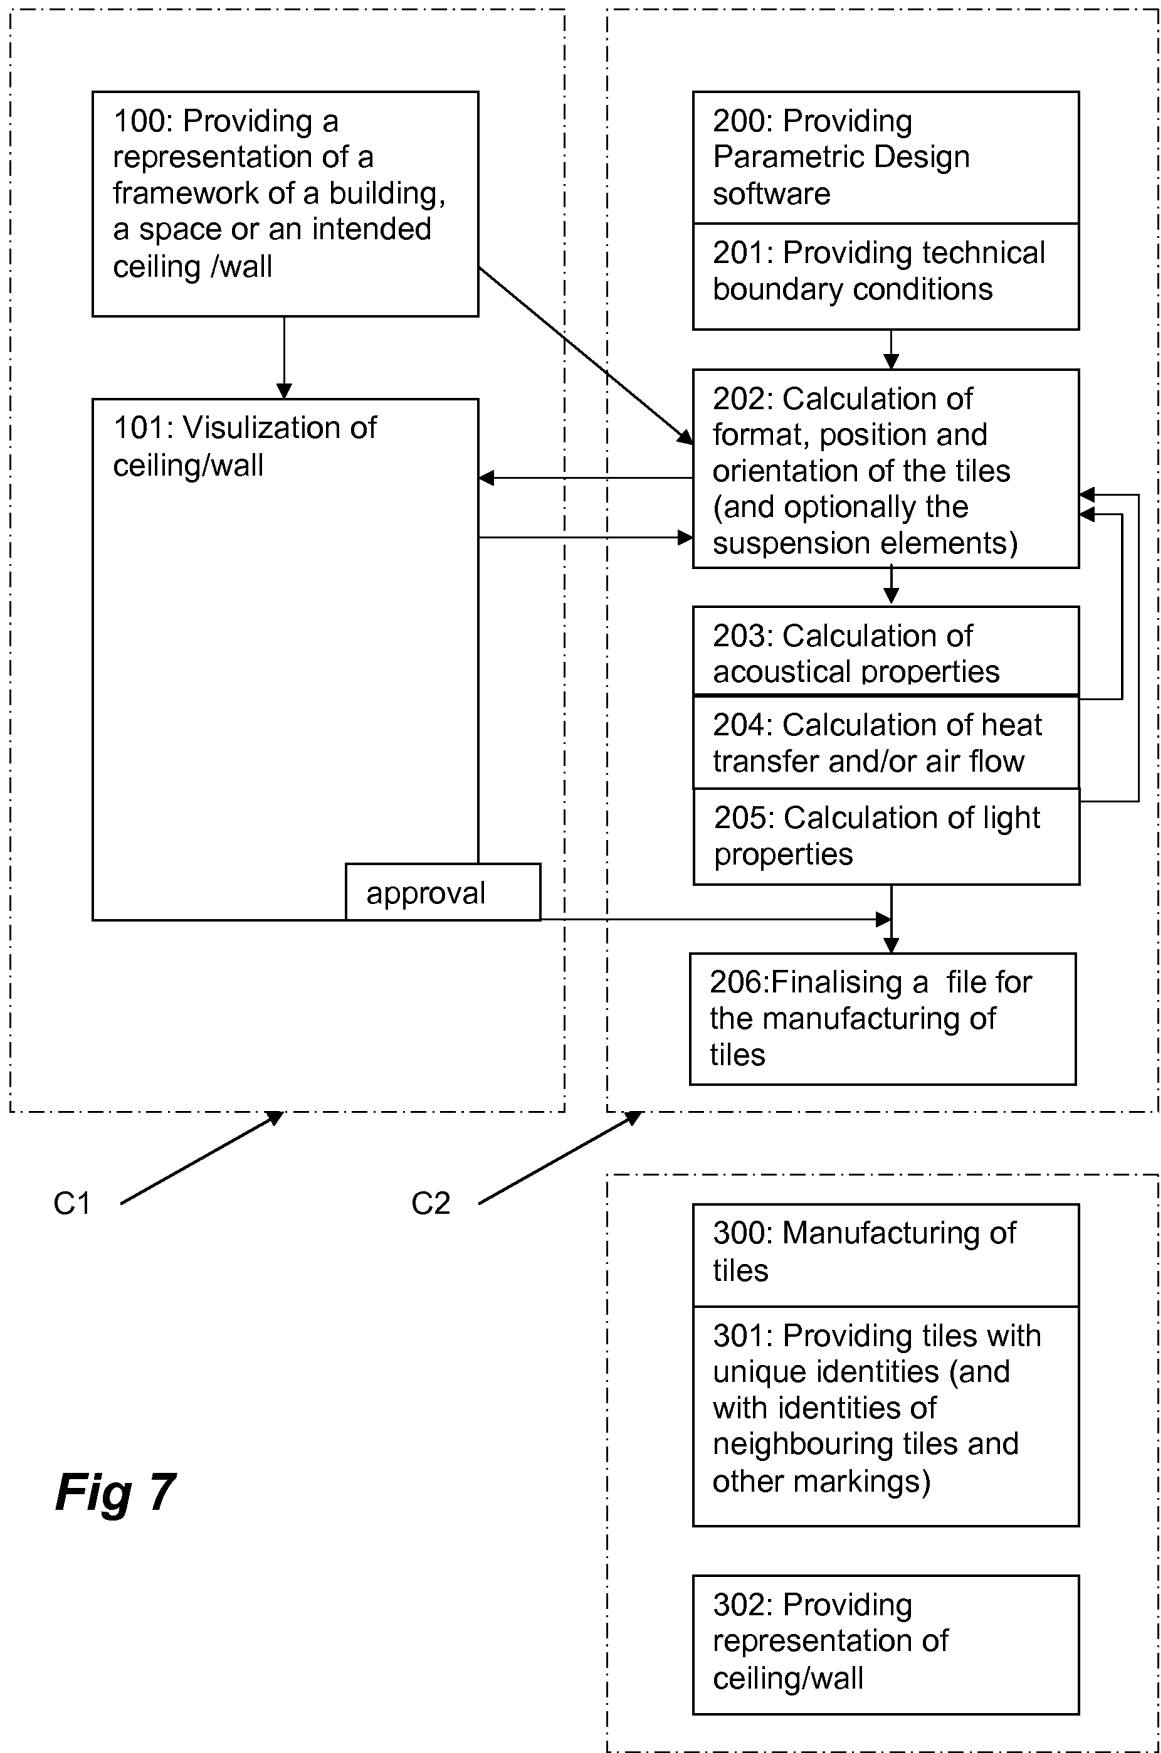 100: Providing a
representation of a
framework of a building,
a space or an intended
ceiling /wall
101: Visulization of
ceiling/wall
approval
200: Providing
Parametric Design
software
201: Providing technical
boundary conditions
202: Calculation of
format, position and
orientation of the tiles
(and optionally the
suspension elements)
203: Calculation of
acoustical properties
204: Calculation of heat
transfer and/or air flow
205: Calculation of light
properties
206:Finalising a  file for
the manufacturing of
tiles
C1
C2
300: Manufacturing of
tiles
301: Providing tiles with
unique identities (and
with identities of
neighbouring tiles and
other markings)
302: Providing
representation of
ceiling/wall
Fig 7